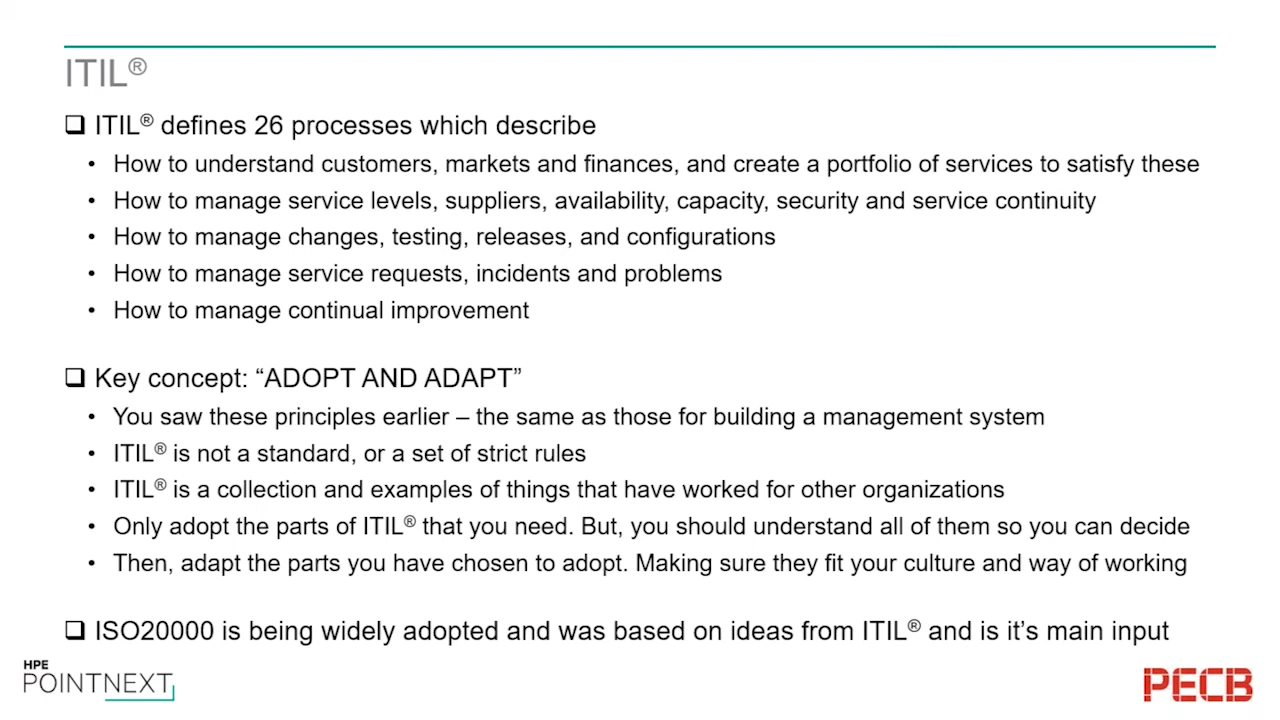 ITIL®
ITIL® defines 26 processes which describe
• How to understand customers, markets and finances, and create a portfolio of services to satisfy these
• How to manage service levels, suppliers, availability, capacity, security and service continuity
• How to manage changes, testing, releases, and configurations
• How to manage service requests, incidents and problems
• How to manage continual improvement
Key concept: “ADOPT AND ADAPT”
• You saw these principles earlier – the same as those for building a management system
• ITIL® is not a standard, or a set of strict rules
• ITIL® is a collection and examples of things that have worked for other organizations
• Only adopt the parts of ITIL® that you need. But, you should understand all of them so you can decide
• Then, adapt the parts you have chosen to adopt. Making sure they fit your culture and way of working
ISO20000 is being widely adopted and was based on ideas from ITIL® and is it’s main input
HPE
POINTNEXT
PECB